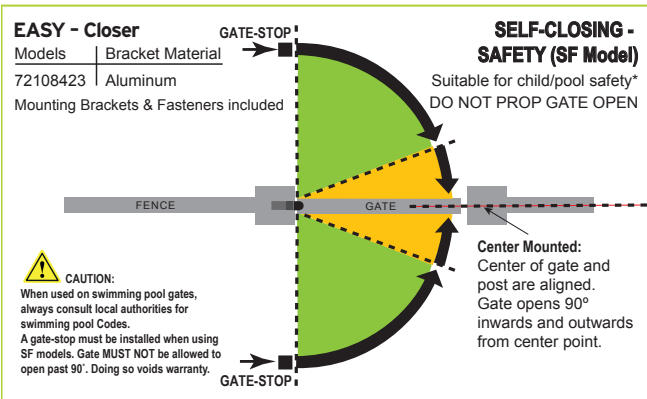 EASY - Closer
Models Bracket Material
72108423 Aluminum
Mounting Brackets & Fasteners included
GATE-STOP
SELF-CLOSING -
SAFETY (SF Model)
Suitable for child/pool safety*
DO NOT PROP GATE OPEN
FENCE
GATE
CAUTION:
When used on swimming pool gates,
always consult local authorities for
swimming pool Codes.
A gate-stop must be installed when using
SF models. Gate MUST NOT be allowed to
open past 90˚. Doing so voids warranty.
GATE-STOP
Center Mounted:
Center of gate and
post are aligned.
Gate opens 90º
inwards and outwards
from center point.